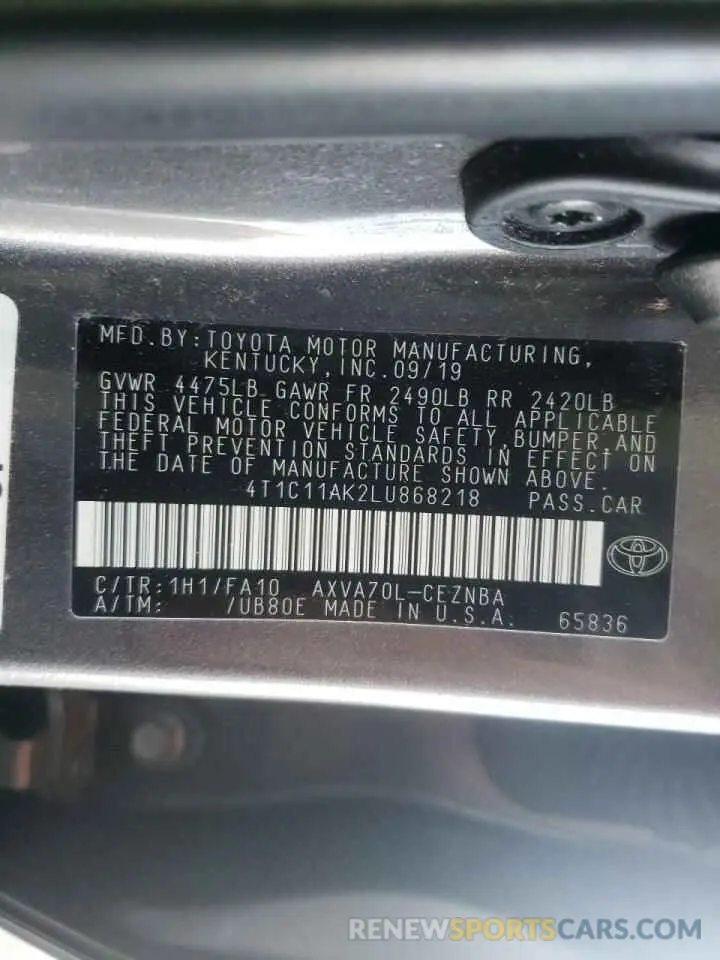 MFD.BY:TOYOTA MOTOR MANUFACTURING,
KENTUCKY,INC.09/19
GVWR 4475LB GAWR FR 2490LB RR 2420LB
THIS VEHICLE CONFORMS TO ALL APPLICABLE
FEDERAL MOTOR VEHICLE SAFETY,BUMPER,AND
THEFT PREVENTION STANDARDS IN EFFECT ON
THE DATE OF MANUFACTURE SHOWN ABOVE.
4T1C11AK2LU868218 PASS.CAR
C/TR:1H1/FA10 AXVA70L-CEZNBA
A/TM: /UB80E MADE IN U.S.A. 65836
RENEWSPORTSCARS.COM